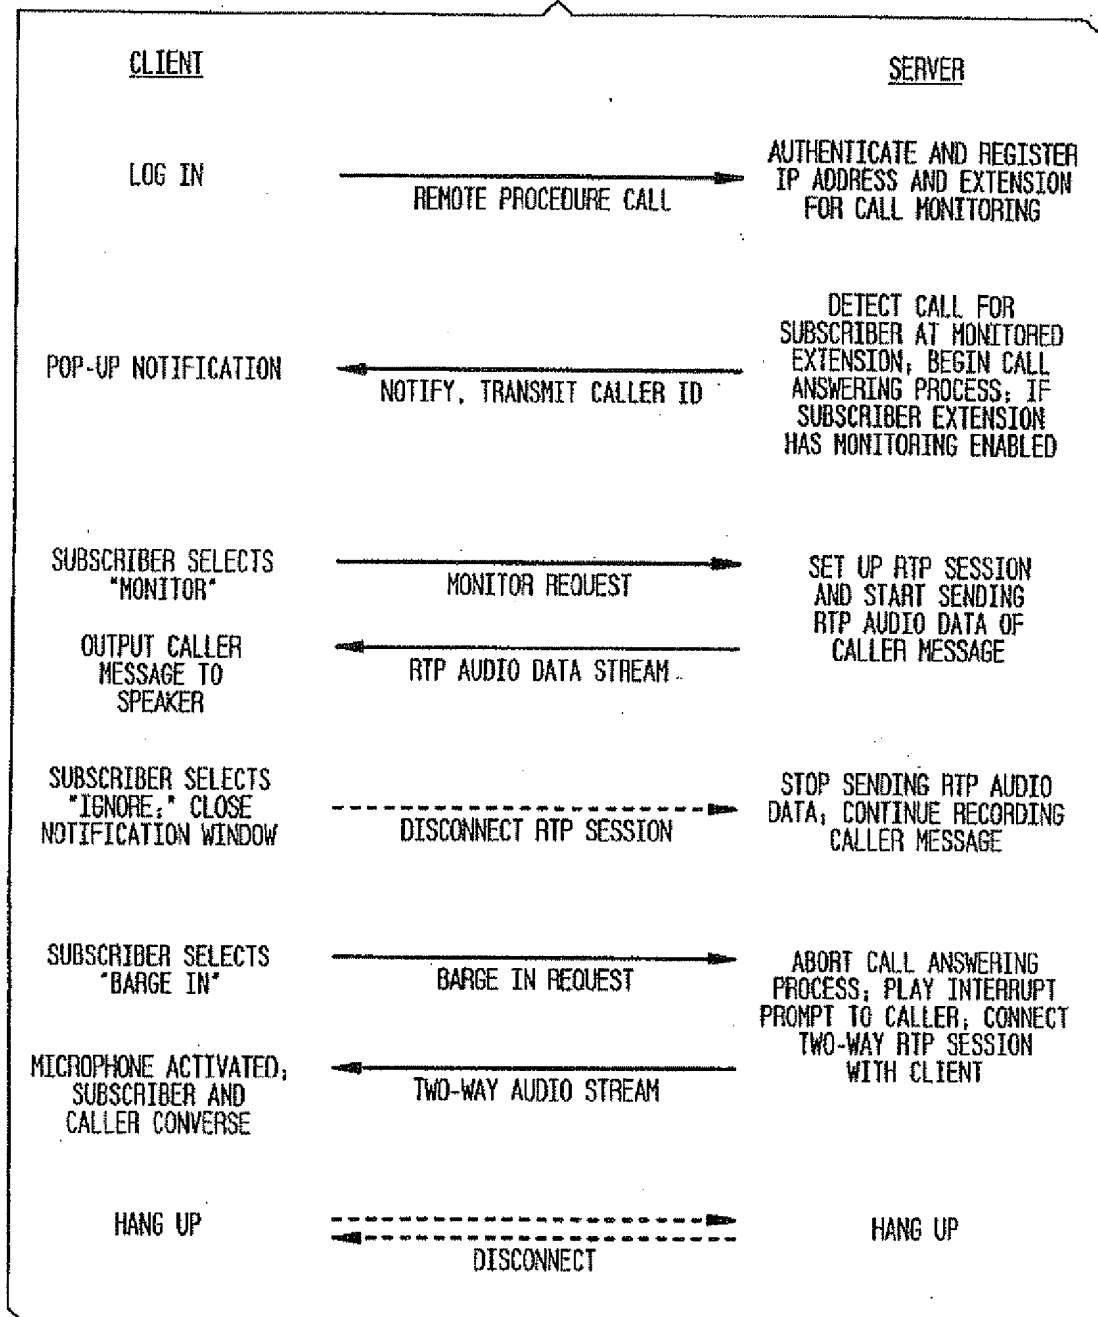 CLIENT
SERVER
LOG IN
REMOTE PROCEDURE CALL
AUTHENTICATE AND REGISTER
IP ADDRESS AND EXTENSION
FOR CALL MONITORING
POP-UP NOTIFICATION
NOTIFY, TRANSMIT CALLER ID
DETECT CALL FOR
SUBSCRIBER AT MONITORED
EXTENSION; BEGIN CALL
ANSWERING PROCESS; IF
SUBSCRIBER EXTENSION
HAS MONITORING ENABLED
SUBSCRIBER SELECTS
"MONITOR"
MONITOR REQUEST
SET UP RTP SESSION
AND START SENDING
RTP AUDIO DATA OF
CALLER MESSAGE
OUTPUT CALLER
MESSAGE TO
SPEAKER
RTP AUDIO DATA STREAM
SUBSCRIBER SELECTS
"IGNORE;" CLOSE
NOTIFICATION WINDOW
DISCONNECT RTP SESSION
STOP SENDING RTP AUDIO
DATA; CONTINUE RECORDING
CALLER MESSAGE
SUBSCRIBER SELECTS
"BARGE IN"
BARGE IN REQUEST
ABORT CALL ANSWERING
PROCESS; PLAY INTERRUPT
PROMPT TO CALLER; CONNECT
TWO-WAY RTP SESSION
WITH CLIENT
MICROPHONE ACTIVATED;
SUBSCRIBER AND
CALLER CONVERSE
TWO-WAY AUDIO STREAM
HANG UP
DISCONNECT
HANG UP